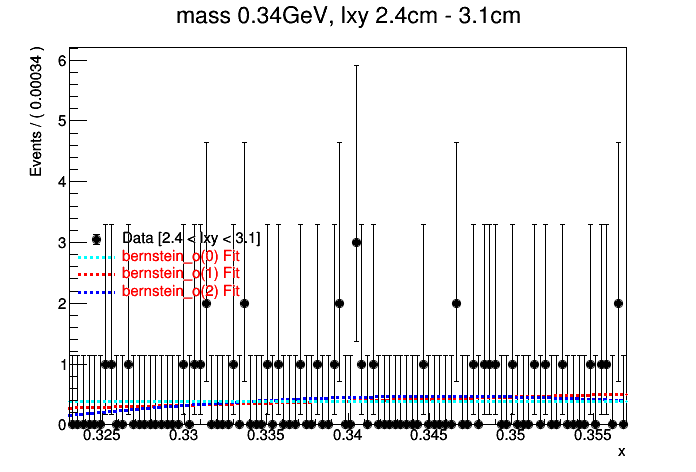 mass 0.34GeV, lxy 2.4cm - 3.1cm
Events / ( 0.00034 )
6
5
4
3
2
1
0
Data [2.4 < lxy < 3.1]
bernstein_o(0) Fit
bernstein_o(1) Fit
bernstein_o(2) Fit
0.325 0.33 0.335 0.34 0.345 0.35 0.355
x